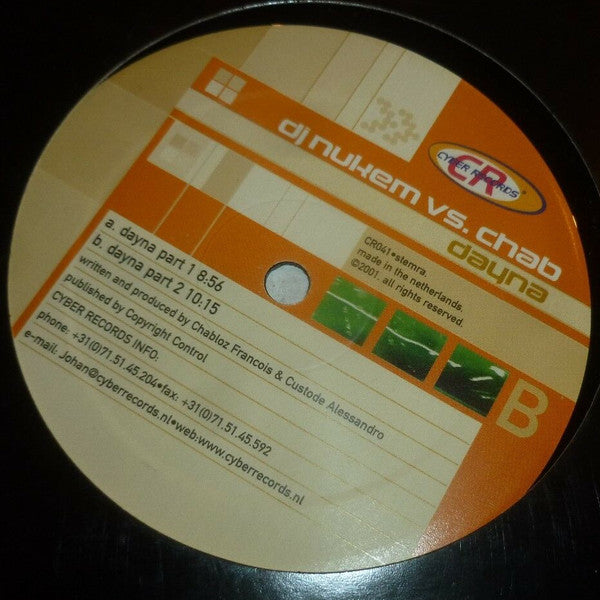 dj nukem vs. chab
dayna
CYBER RECORDS
CR
CR041•stemra.
made in the netherlands.
©2001. all rights reserved.
a. dayna part 1 8:56
b. dayna part 2 10.15
written and produced by Chabloz Francois & Custode Alessandro
published by Copyright Control.
CYBER RECORDS INFO.
phone. +31(0)71.51.45.204•fax: +31(0)71.51.45.592
e-mail. Johan@cyberrecords.nl•web:www.cyberrecords.nl
B